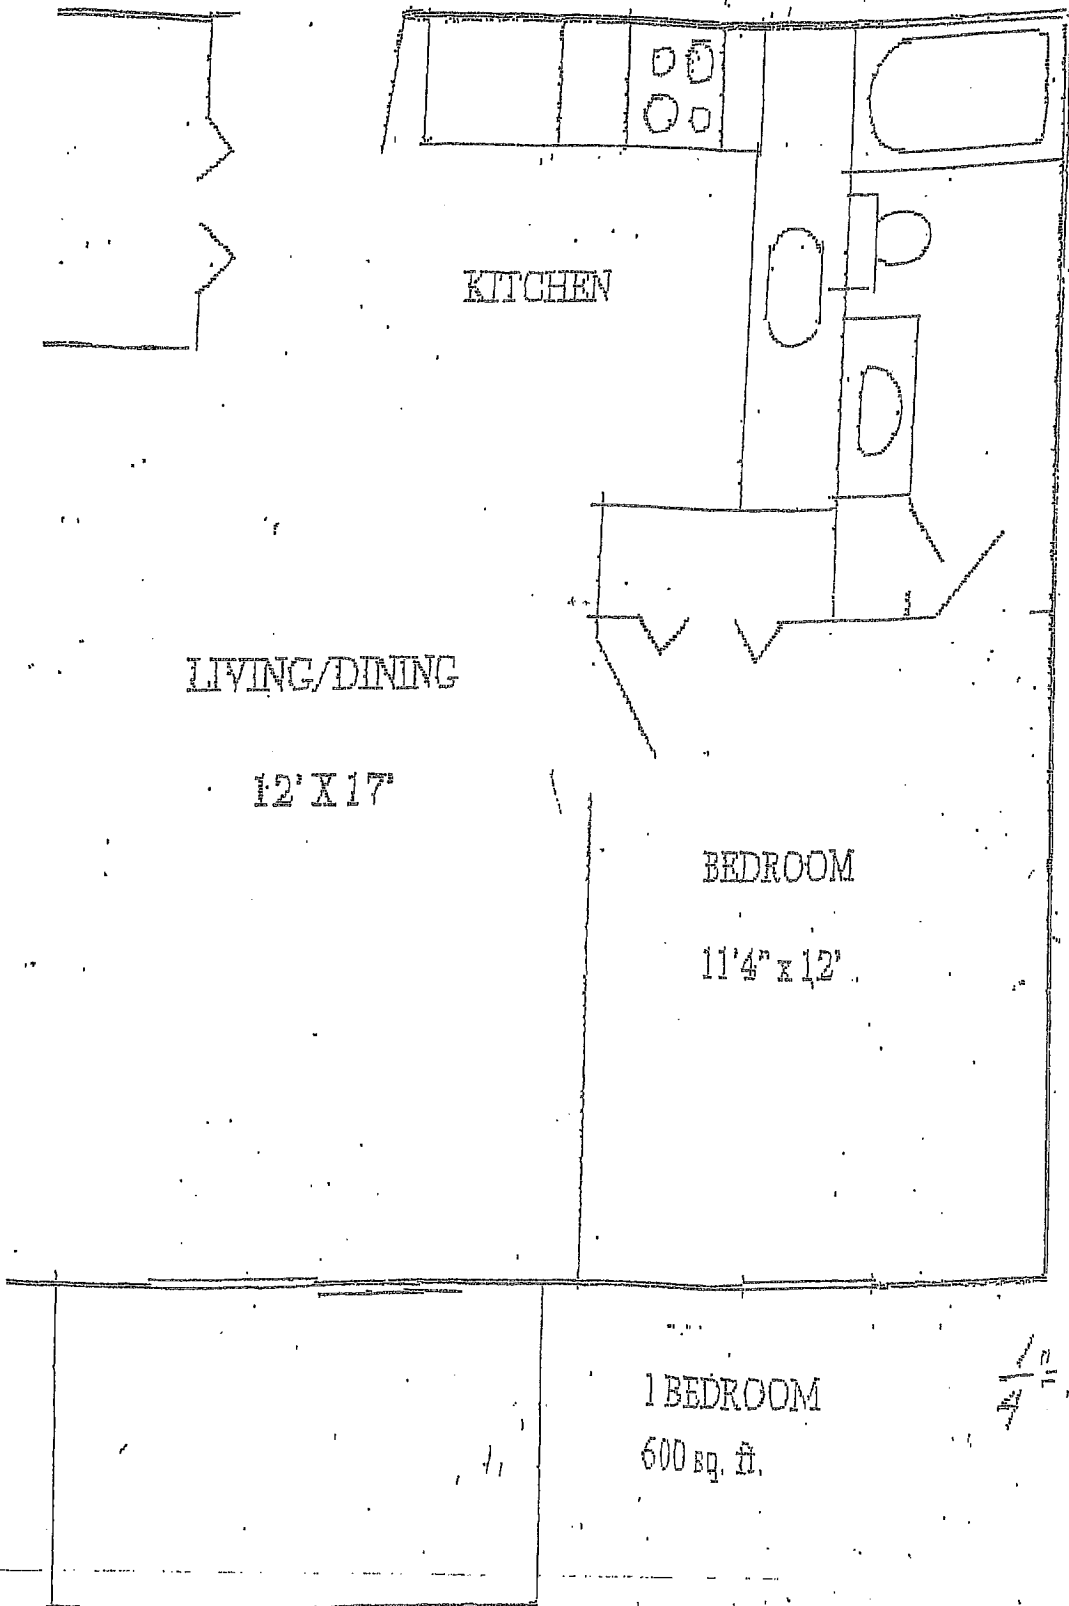 KITCHEN
LIVING/DINING
12' X 17'
BEDROOM
11'4" x 12'
1 BEDROOM
600 sq. ft.